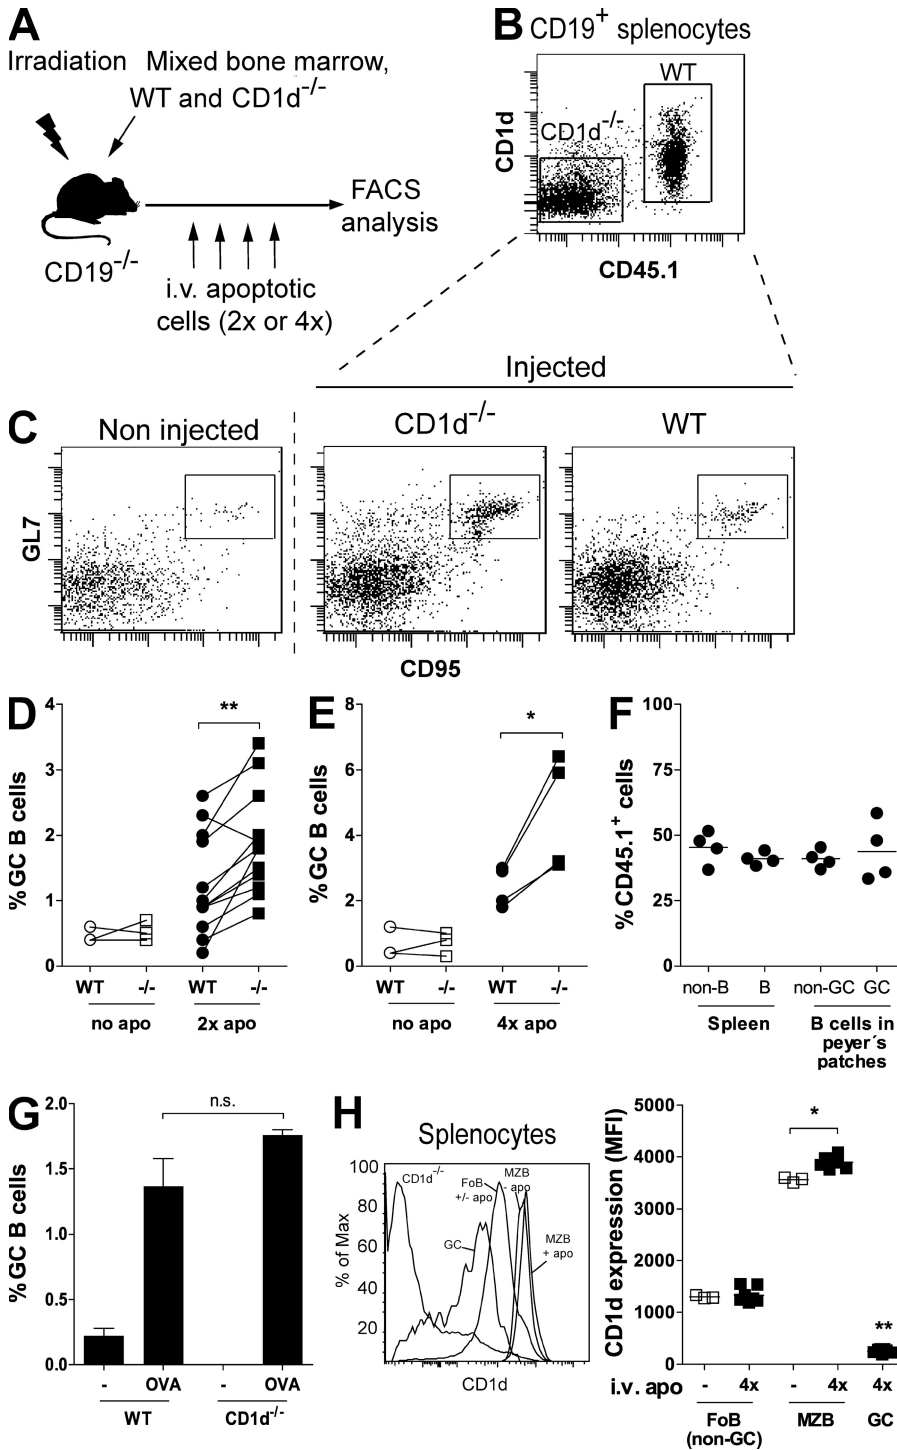 A
Irradiation
Mixed bone marrow,
WT and CD1d-/-
CD19-/-
FACS
analysis
i.v. apoptotic
cells (2x or 4x)
B
CD19+ splenocytes
CD1d
CD1d-/-
WT
CD45.1
Injected
C
Non injected
CD1d-/-
WT
GL7
CD95
D
%GC B cells
4
3
2
1
0
**
WT
-/-
WT
-/-
no apo
2x apo
E
%GC B cells
8
6
4
2
0
*
WT
-/-
WT
-/-
no apo
4x apo
F
%CD45.1+ cells
100
75
50
25
0
non-B
B
non-GC
GC
Spleen
B cells in
peyer´s
patches
G
%GC B cells
2.0
1.5
1.0
0.5
0.0
n.s.
-
OVA
-
OVA
WT
CD1d-/-
H
Splenocytes
% of Max
100
80
60
40
20
CD1d-/-
FoB
+/- apo
MZB
- apo
GC
MZB
+ apo
CD1d
CD1d expression (MFI)
5000
4000
3000
2000
1000
0
*
**
i.v. apo
-
4x
-
4x
4x
FoB
(non-GC)
MZB
GC